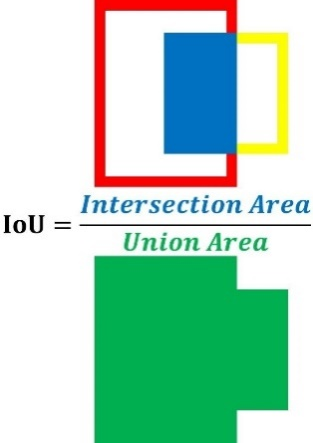 Intersection Area
IoU =
Union Area